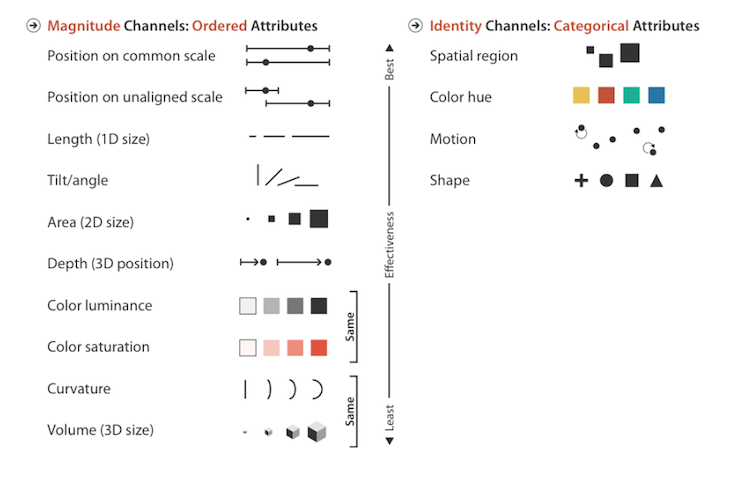 Magnitude Channels: Ordered Attributes
Position on common scale
Position on unaligned scale
Length (1D size)
Tilt/angle
Area (2D size)
Depth (3D position)
Color luminance
Color saturation
Curvature
Volume (3D size)
Same
Same
Best
Effectiveness
Least
Identity Channels: Categorical Attributes
Spatial region
Color hue
Motion
Shape